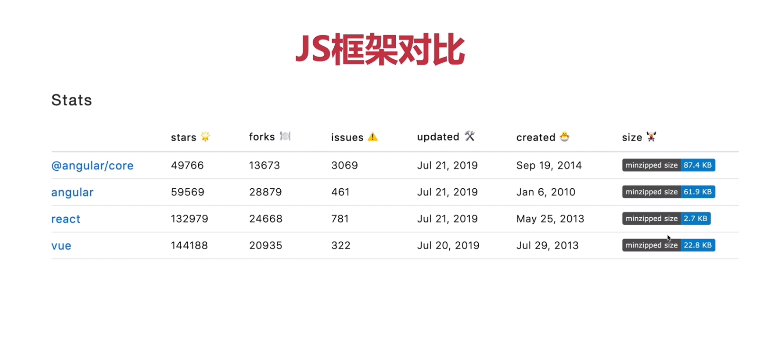 JS框架对比
Stats
stars forks issues updated created size
@angular/core 49766 13673 3069 Jul 21, 2019 Sep 19, 2014 minzipped size 87.4 KB
angular 59569 28879 461 Jul 21, 2019 Jan 6, 2010 minzipped size 61.9 KB
react 132979 24668 781 Jul 21, 2019 May 25, 2013 minzipped size 2.7 KB
vue 144188 20935 322 Jul 20, 2019 Jul 29, 2013 minzipped size 22.8 KB